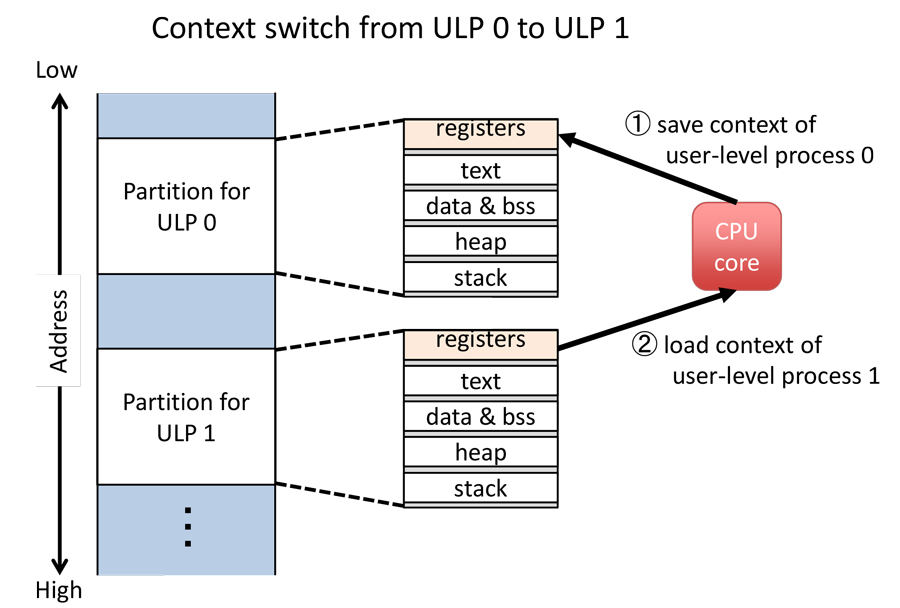 Context switch from ULP 0 to ULP 1
Low
Address
High
Partition for
ULP 0
Partition for
ULP 1
registers
text
data & bss
heap
stack
registers
text
data & bss
heap
stack
① save context of
user-level process 0
CPU
core
② load context of
user-level process 1